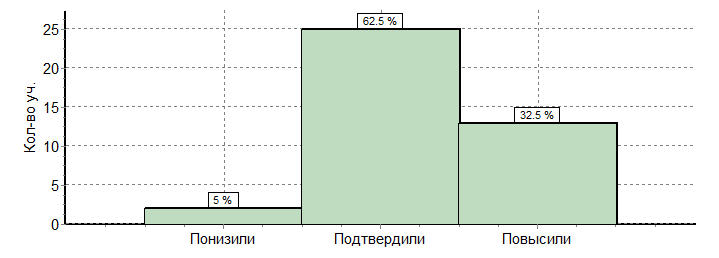 Кол-во уч.
25
20
15
10
5
0
62.5 %
32.5 %
5 %
Понизили
Подтвердили
Повысили